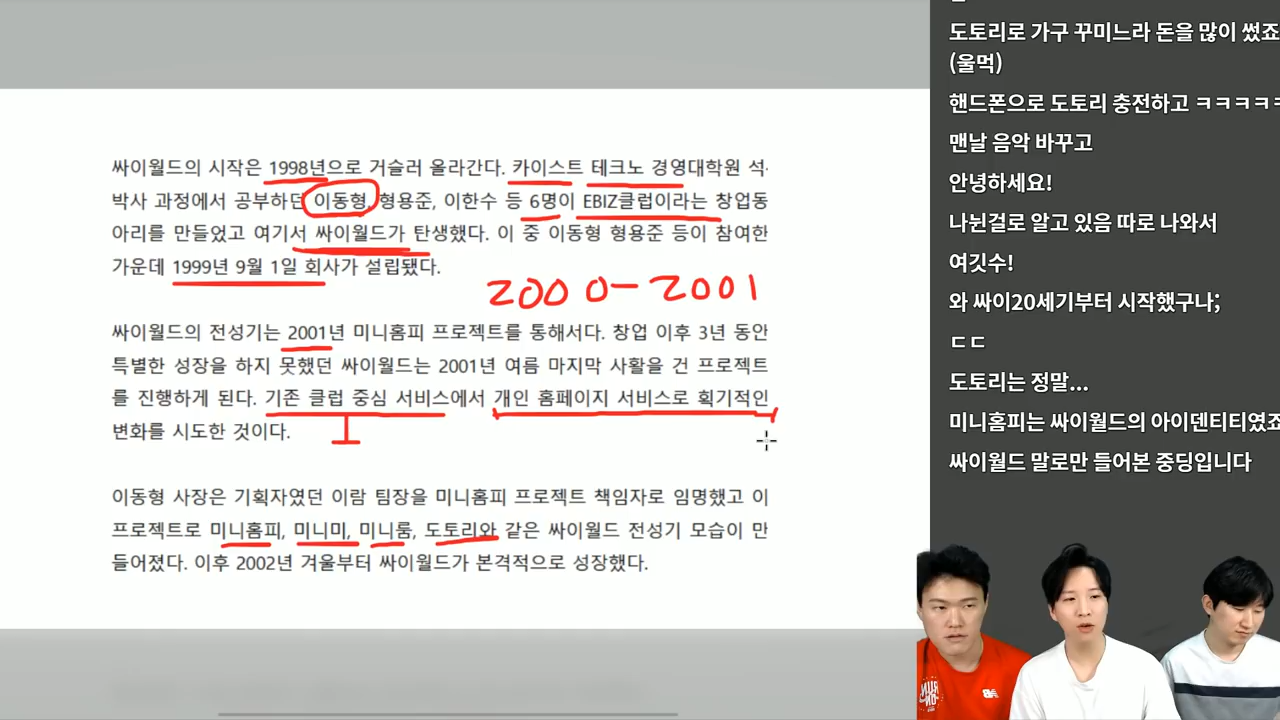 싸이월드의 시작은 1998년으로 거슬러 올라간다. 카이스트 테크노 경영대학원 석·
박사 과정에서 공부하던 이동형, 형용준, 이한수 등 6명이 EBIZ클럽이라는 창업동
아리를 만들었고 여기서 싸이월드가 탄생했다. 이 중 이동형 형용준 등이 참여한
가운데 1999년 9월 1일 회사가 설립됐다.
2000-2001
싸이월드의 전성기는 2001년 미니홈피 프로젝트를 통해서다. 창업 이후 3년 동안
특별한 성장을 하지 못했던 싸이월드는 2001년 여름 마지막 사활을 건 프로젝트
를 진행하게 된다. 기존 클럽 중심 서비스에서 개인 홈페이지 서비스로 획기적인
변화를 시도한 것이다.
이동형 사장은 기획자였던 이람 팀장을 미니홈피 프로젝트 책임자로 임명했고 이
프로젝트로 미니홈피, 미니미, 미니룸, 도토리와 같은 싸이월드 전성기 모습이 만
들어졌다. 이후 2002년 겨울부터 싸이월드가 본격적으로 성장했다.
도토리로 가구 꾸미느라 돈을 많이 썼죠
(울먹)
핸드폰으로 도토리 충전하고 ㅋㅋㅋㅋㅋ
맨날 음악 바꾸고
안녕하세요!
나뉜걸로 알고 있음 따로 나와서
여깃수!
와 싸이20세기부터 시작했구나;
ㄷㄷ
도토리는 정말...
미니홈피는 싸이월드의 아이덴티티였죠
싸이월드 말로만 들어본 중딩입니다